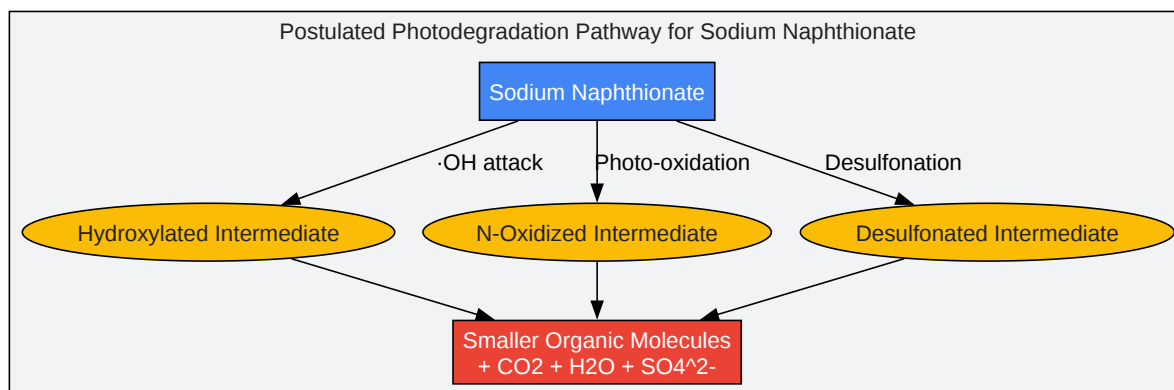 Postulated Photodegradation Pathway for Sodium Naphthionate
Sodium Naphthionate
·OH attack
Photo-oxidation
Desulfonation
Hydroxylated Intermediate
N-Oxidized Intermediate
Desulfonated Intermediate
Smaller Organic Molecules
+ CO2 + H2O + SO4^2-